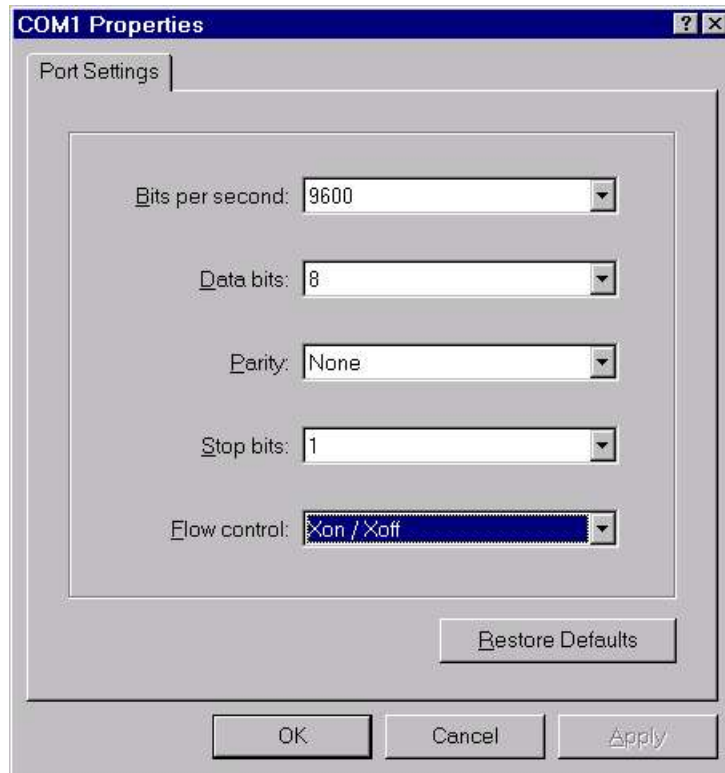 COM1 Properties
Port Settings
Bits per second: 9600
Data bits: 8
Parity: None
Stop bits: 1
Flow control: Xon / Xoff
Restore Defaults
OK Cancel Apply